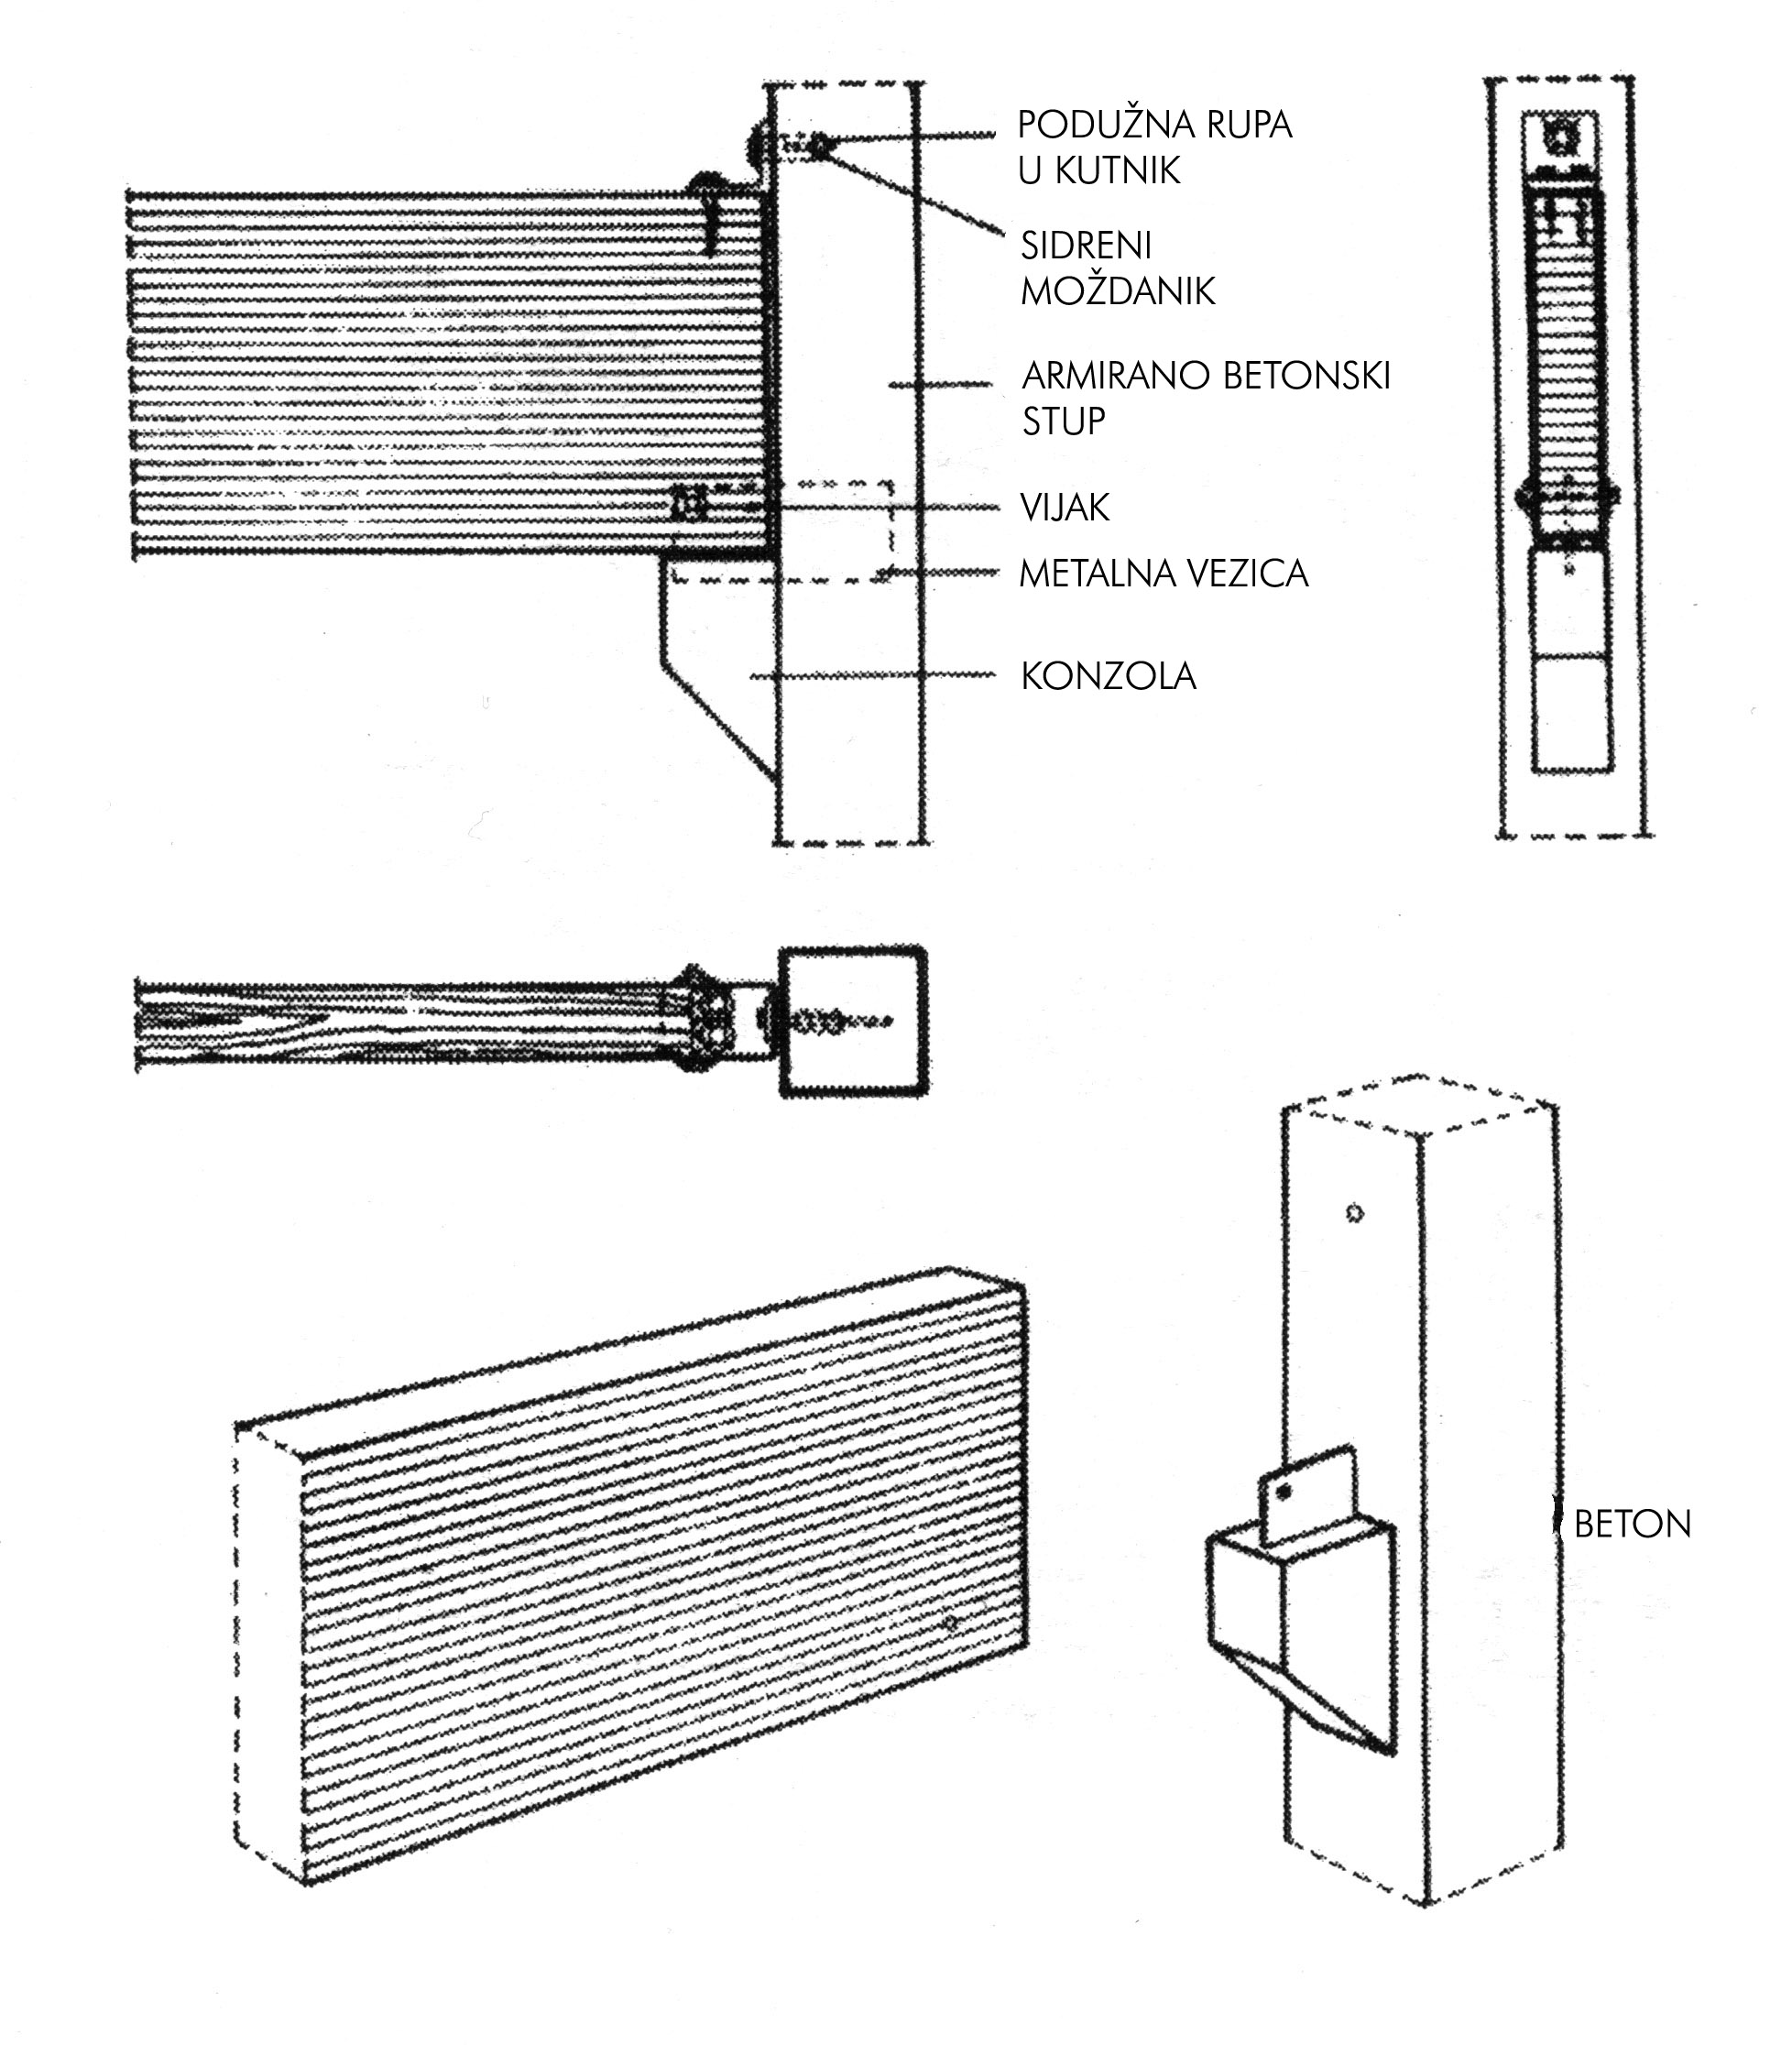 PODUŽNA RUPA
U KUTNIK
SIDRENI
MOŽDANIK
ARMIRANO BETONSKI
STUP
VIJAK
METALNA VEZICA
KONZOLA
BETON